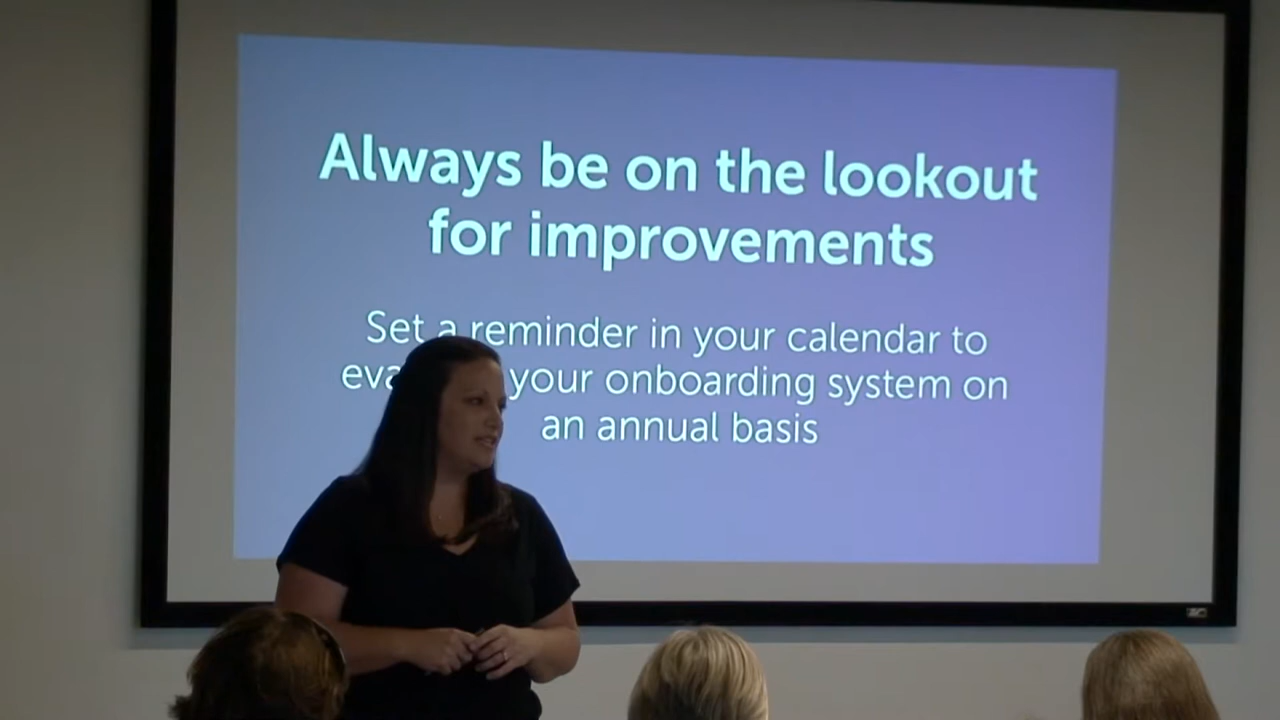 Always be on the lookout
for improvements
Set a reminder in your calendar to
eva your onboarding system on
an annual basis